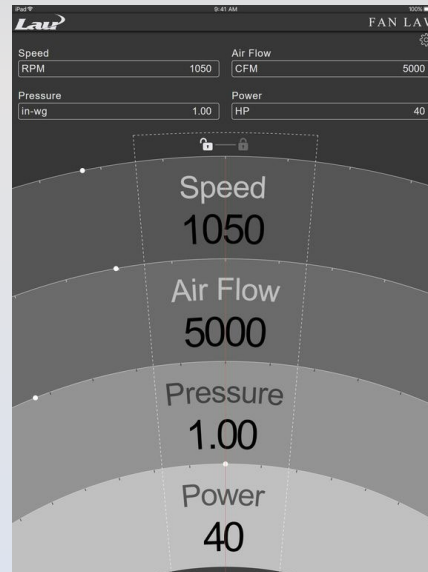 iPad 9:41 AM 100%
Lau FAN LAW
Speed Air Flow
RPM 1050 CFM 5000
Pressure Power
in-wg 1.00 HP 40
Speed
1050
Air Flow
5000
Pressure
1.00
Power
40